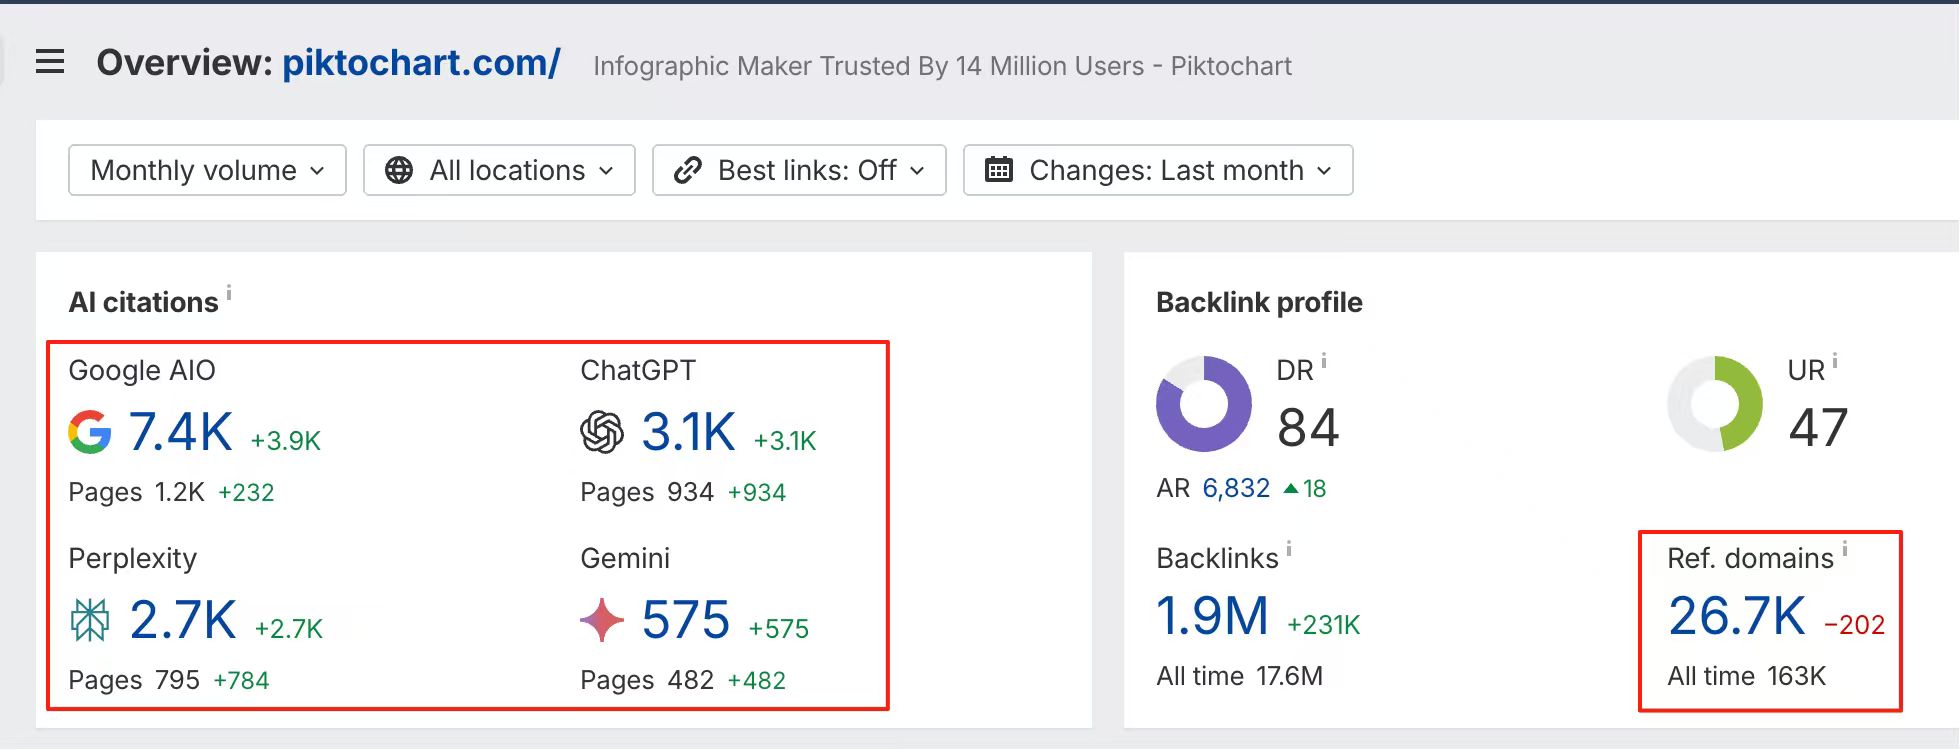 Overview: piktochart.com/ Infographic Maker Trusted By 14 Million Users - Piktochart
Monthly volume All locations Best links: Off Changes: Last month
AI citations i
Google AIO
7.4K +3.9K
Pages 1.2K +232
ChatGPT
3.1K +3.1K
Pages 934 +934
Perplexity
2.7K +2.7K
Pages 795 +784
Gemini
575 +575
Pages 482 +482
Backlink profile
DR i
84
AR 6,832 ▲18
UR i
47
Backlinks i
1.9M +231K
All time 17.6M
Ref. domains i
26.7K −202
All time 163K